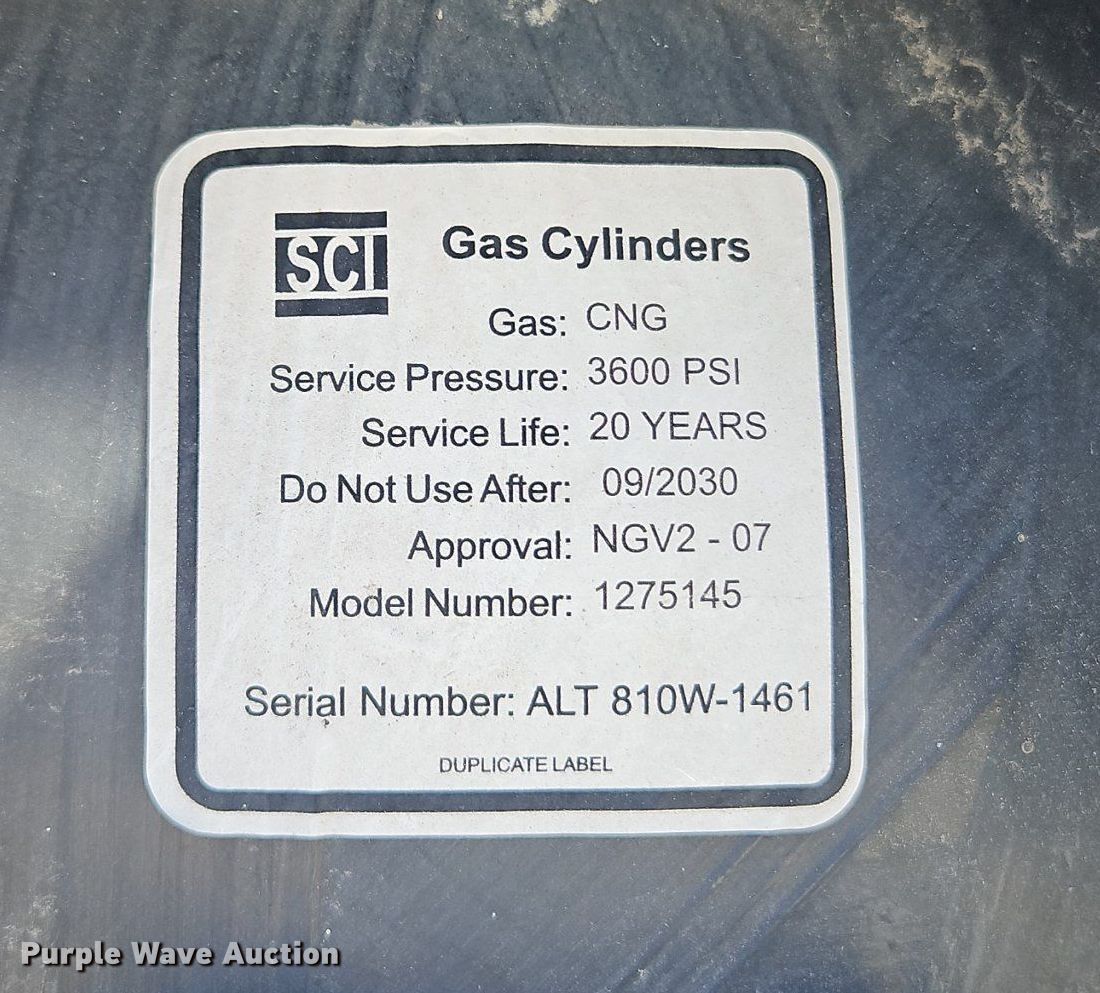 SCI
Gas Cylinders
Gas: CNG
Service Pressure: 3600 PSI
Service Life: 20 YEARS
Do Not Use After: 09/2030
Approval: NGV2 - 07
Model Number: 1275145
Serial Number: ALT 810W-1461
DUPLICATE LABEL
Purple Wave Auction